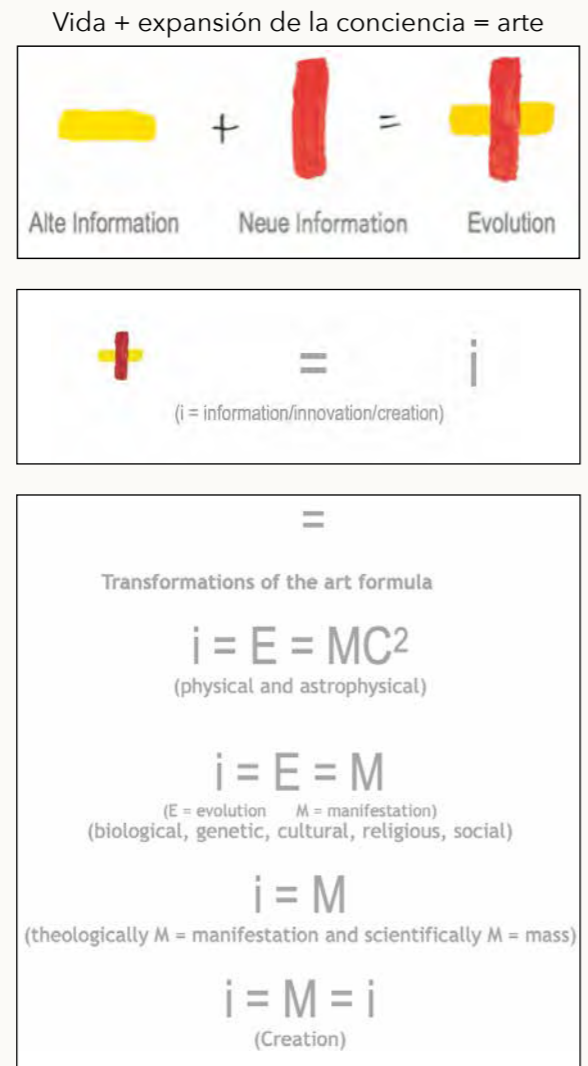 Vida + expansión de la conciencia = arte
+ =
Alte Information Neue Information Evolution
= i
(i = information/innovation/creation)
=
Transformations of the art formula
i = E = MC²
(physical and astrophysical)
i = E = M
(E = evolution M = manifestation)
(biological, genetic, cultural, religious, social)
i = M
(theologically M = manifestation and scientifically M = mass)
i = M = i
(Creation)